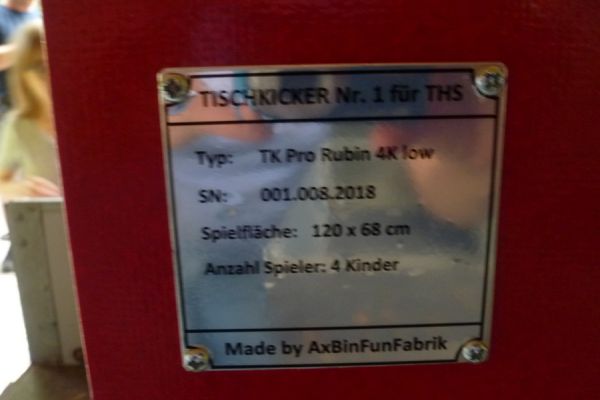 TISCHKICKER Nr. 1 für THS
Typ: TK Pro Rubin 4K low
SN: 001.008.2018
Spielfläche: 120 x 68 cm
Anzahl Spieler: 4 Kinder
Made by AxBinFunFabrik